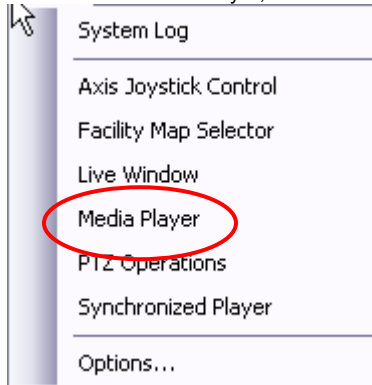 System Log
Axis Joystick Control
Facility Map Selector
Live Window
Media Player
PTZ Operations
Synchronized Player
Options...